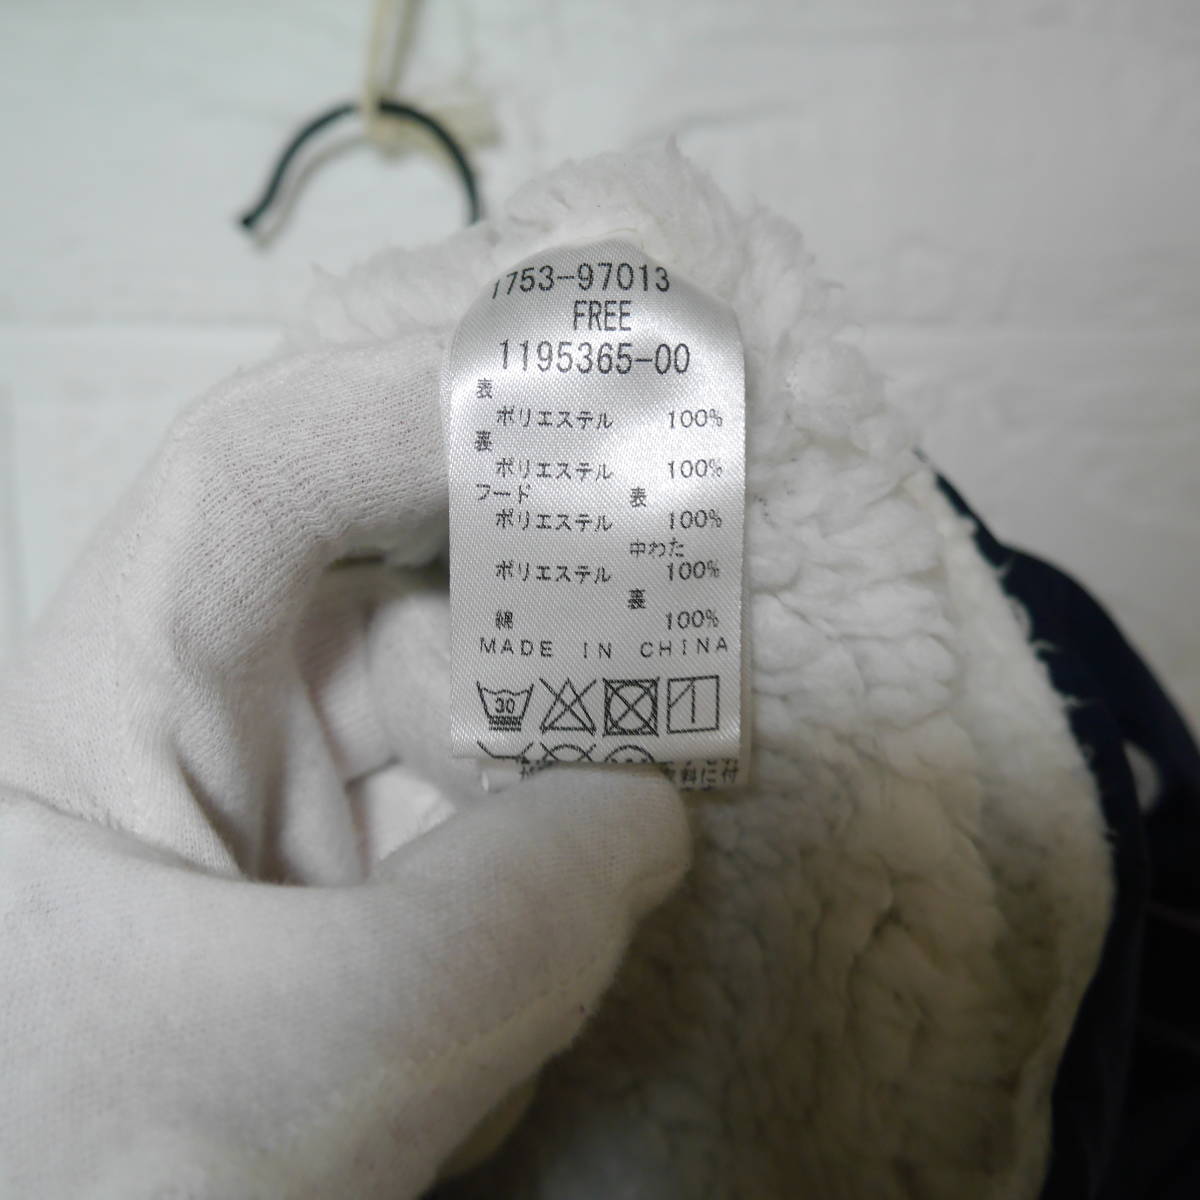 1753-97013
FREE
1195365-00
表
ポリエステル 100%
裏
ポリエステル 100%
フード 表
ポリエステル 100%
中わた
ポリエステル 100%
裏
綿 100%
MADE IN CHINA
30